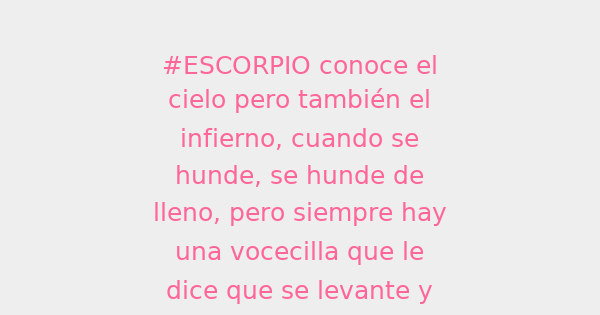 #ESCORPIO conoce el
cielo pero también el
infierno, cuando se
hunde, se hunde de
lleno, pero siempre hay
una vocecilla que le
dice que se levante y